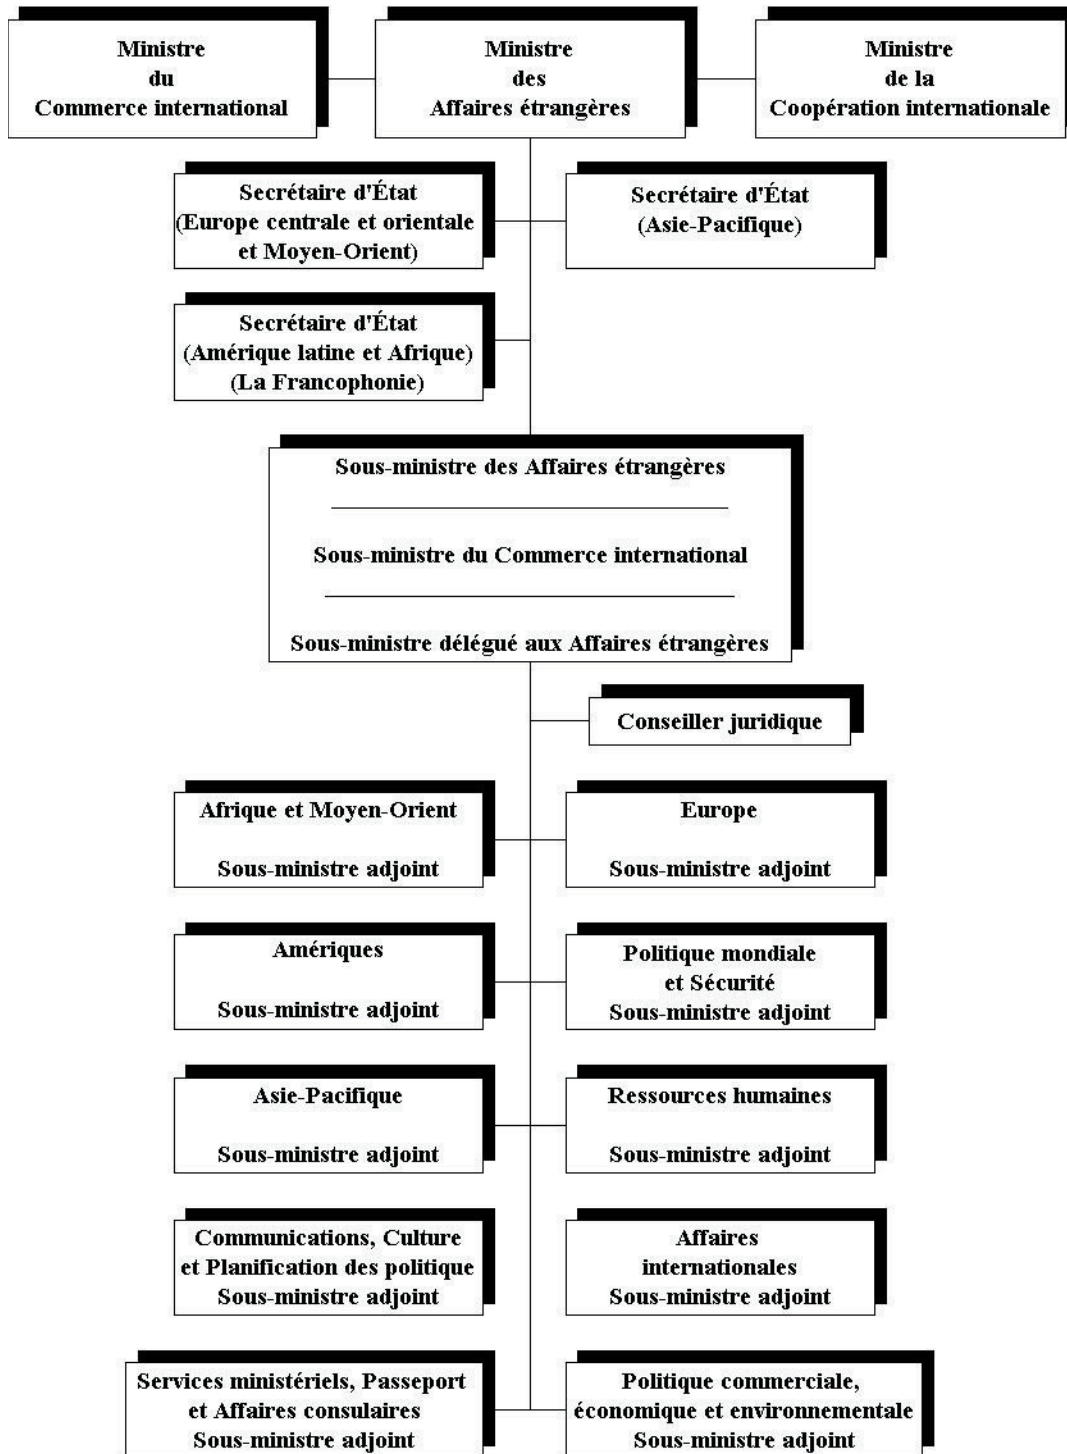 Ministre
du
Commerce international
Ministre
des
Affaires étrangères
Ministre
de la
Coopération internationale
Secrétaire d'État
(Europe centrale et orientale
et Moyen-Orient)
Secrétaire d'État
(Asie-Pacifique)
Secrétaire d'État
(Amérique latine et Afrique)
(La Francophonie)
Sous-ministre des Affaires étrangères
Sous-ministre du Commerce international
Sous-ministre délégué aux Affaires étrangères
Conseiller juridique
Afrique et Moyen-Orient
Sous-ministre adjoint
Europe
Sous-ministre adjoint
Amériques
Sous-ministre adjoint
Politique mondiale
et Sécurité
Sous-ministre adjoint
Asie-Pacifique
Sous-ministre adjoint
Ressources humaines
Sous-ministre adjoint
Communications, Culture
et Planification des politique
Sous-ministre adjoint
Affaires
internationales
Sous-ministre adjoint
Services ministériels, Passeport
et Affaires consulaires
Sous-ministre adjoint
Politique commerciale,
économique et environnementale
Sous-ministre adjoint